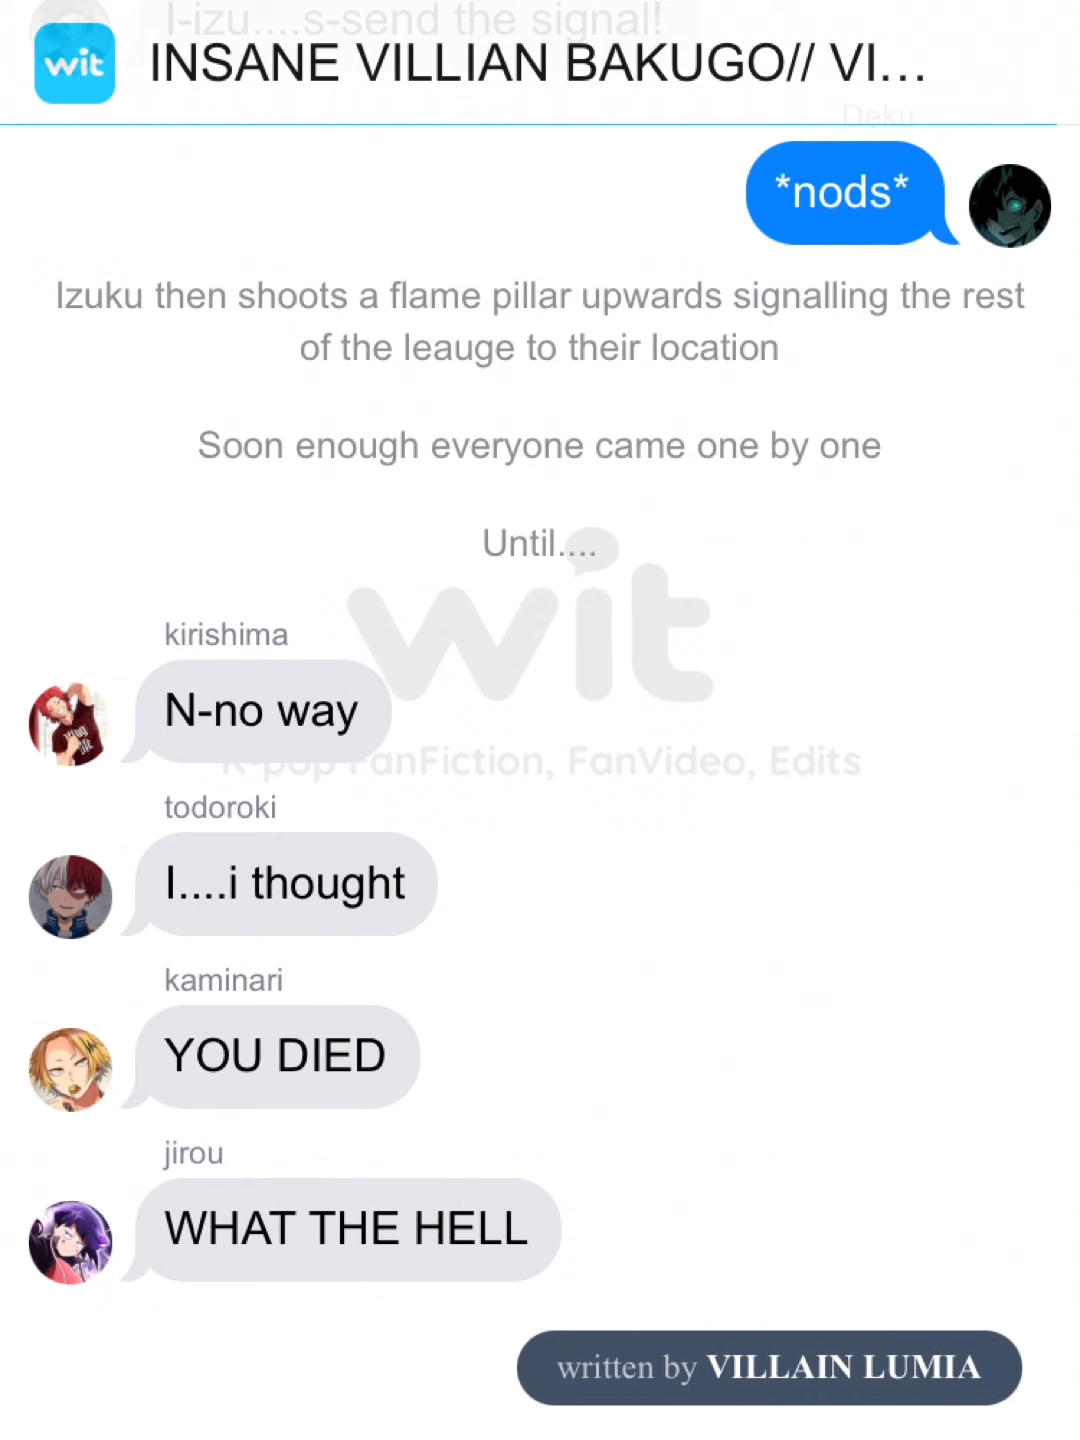 I-izu....s-send the signal!
wit
INSANE VILLIAN BAKUGO// VI...
Deku
*nods*
Izuku then shoots a flame pillar upwards signalling the rest
of the leauge to their location
Soon enough everyone came one by one
Until....
wit
kirishima
N-no way
K-pop FanFiction, FanVideo, Edits
todoroki
I....i thought
kaminari
YOU DIED
jirou
WHAT THE HELL
written by VILLAIN LUMIA